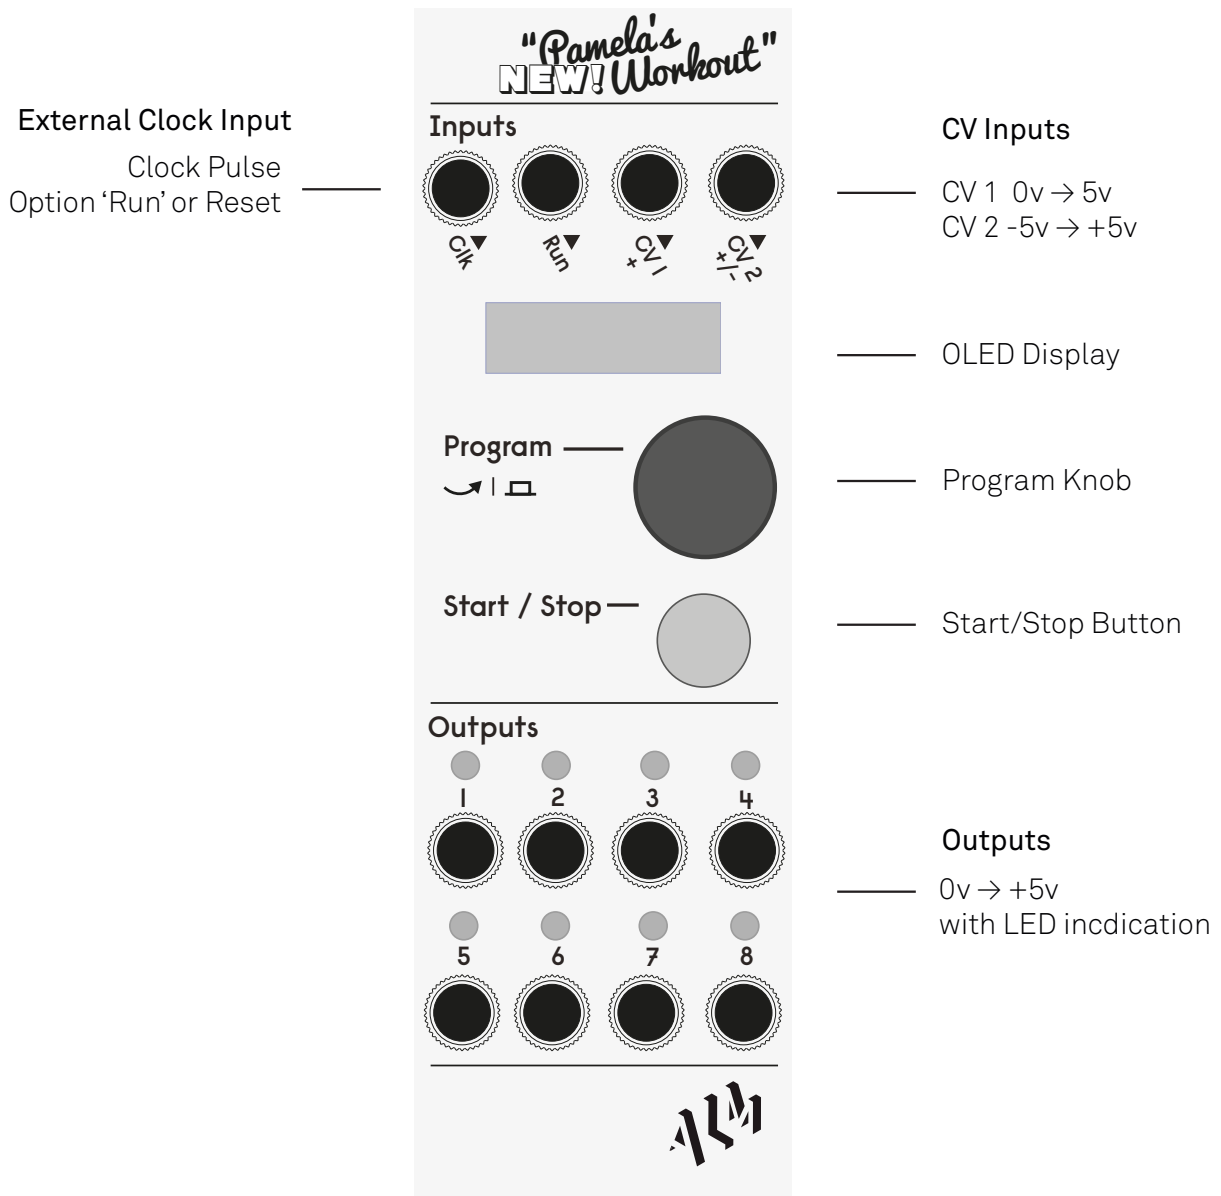 "Pamela's
NEW! Workout"
External Clock Input
Clock Pulse
Option 'Run' or Reset
Inputs
Clk
Run
CV 1
+
CV 2
+/-
CV Inputs
CV 1 0v → 5v
CV 2 -5v → +5v
OLED Display
Program
Program Knob
Start / Stop
Start/Stop Button
Outputs
1 2 3 4
5 6 7 8
Outputs
0v → +5v
with LED incdication
ALM